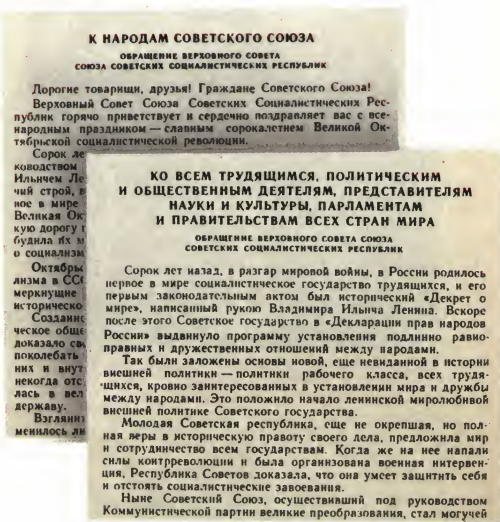 К НАРОДАМ СОВЕТСКОГО СОЮЗА
ОБРАЩЕНИЕ ВЕРХОВНОГО СОВЕТА
СОЮЗА СОВЕТСКИХ СОЦИАЛИСТИЧЕСКИХ РЕСПУБЛИК
Дорогие товарищи, друзья! Граждане Советского Союза!
Верховный Совет Союза Советских Социалистических Рес-
публик горячо приветствует и сердечно поздравляет вас с все-
народным праздником — славным сорокалетием Великой Ок-
тябрьской социалистической революции.
Сорок ле
ководством
Ильичем Ле
чий строй, в
ное в мире
Великая Ок
кую дорогу г
будила их м
о социализм
Октябрь
лизма в ССС
меркнущие
историческо
Создание
ческое обще
доказало св
поколебать
них и внут
некогда отс
лась в вел
державу.
Взглянит
менилось ли
КО ВСЕМ ТРУДЯЩИМСЯ, ПОЛИТИЧЕСКИМ
И ОБЩЕСТВЕННЫМ ДЕЯТЕЛЯМ, ПРЕДСТАВИТЕЛЯМ
НАУКИ И КУЛЬТУРЫ, ПАРЛАМЕНТАМ
И ПРАВИТЕЛЬСТВАМ ВСЕХ СТРАН МИРА
ОБРАЩЕНИЕ ВЕРХОВНОГО СОВЕТА СОЮЗА
СОВЕТСКИХ СОЦИАЛИСТИЧЕСКИХ РЕСПУБЛИК
Сорок лет назад, в разгар мировой войны, в России родилось
первое в мире социалистическое государство трудящихся, и его
первым законодательным актом был исторический «Декрет о
мире», написанный рукою Владимира Ильича Ленина. Вскоре
после этого Советское государство в «Декларации прав народов
России» выдвинуло программу установления подлинно равно-
правных и дружественных отношений между народами.
Так были заложены основы новой, еще невиданной в истории
внешней политики — политики рабочего класса, всех трудя-
щихся, кровно заинтересованных в установлении мира и дружбы
между народами. Это положило начало ленинской миролюбивой
внешней политике Советского государства.
Молодая Советская республика, еще не окрепшая, но пол-
ная веры в историческую правоту своего дела, предложила мир
и сотрудничество всем государствам. Когда же на нее напали
силы контрреволюции и была организована военная интервен-
ция, Республика Советов доказала, что она умеет защитить себя
и отстоять социалистические завоевания.
Ныне Советский Союз, осуществивший под руководством
Коммунистической партии великие преобразования, стал могучей